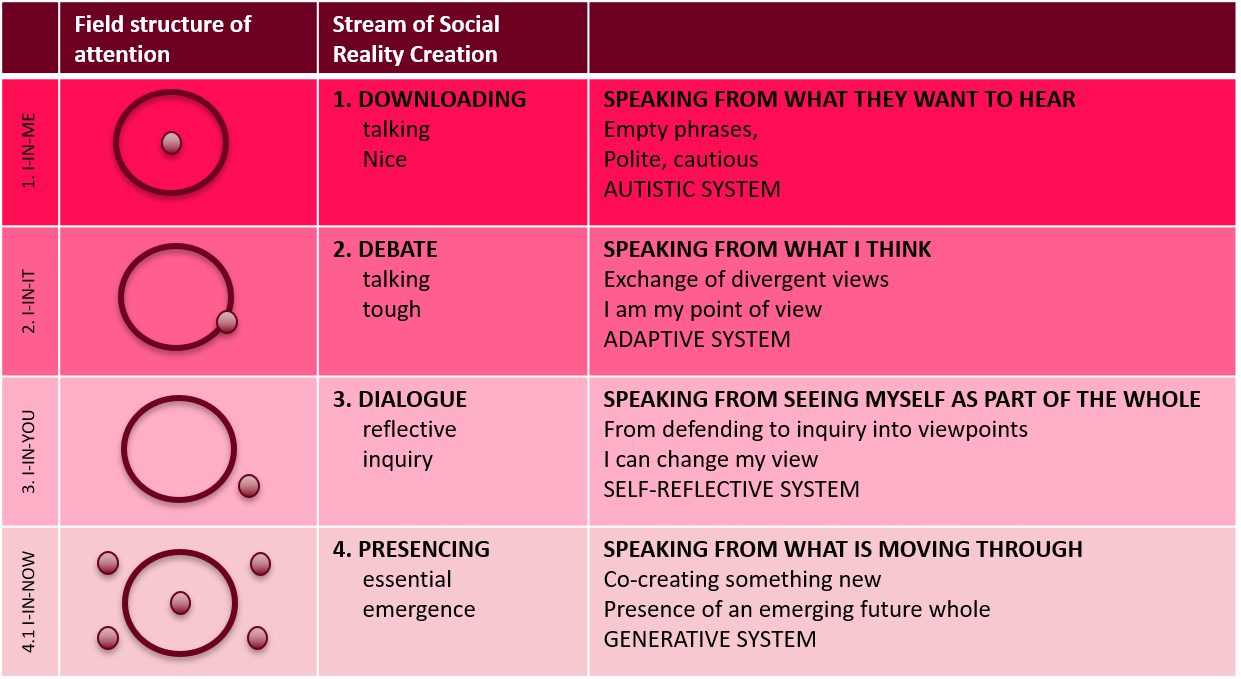 Field structure of
attention
Stream of Social
Reality Creation
1. I-IN-ME
1. DOWNLOADING
talking
Nice
SPEAKING FROM WHAT THEY WANT TO HEAR
Empty phrases,
Polite, cautious
AUTISTIC SYSTEM
2. I-IN-IT
2. DEBATE
talking
tough
SPEAKING FROM WHAT I THINK
Exchange of divergent views
I am my point of view
ADAPTIVE SYSTEM
3. I-IN-YOU
3. DIALOGUE
reflective
inquiry
SPEAKING FROM SEEING MYSELF AS PART OF THE WHOLE
From defending to inquiry into viewpoints
I can change my view
SELF-REFLECTIVE SYSTEM
4.1 I-IN-NOW
4. PRESENCING
essential
emergence
SPEAKING FROM WHAT IS MOVING THROUGH
Co-creating something new
Presence of an emerging future whole
GENERATIVE SYSTEM